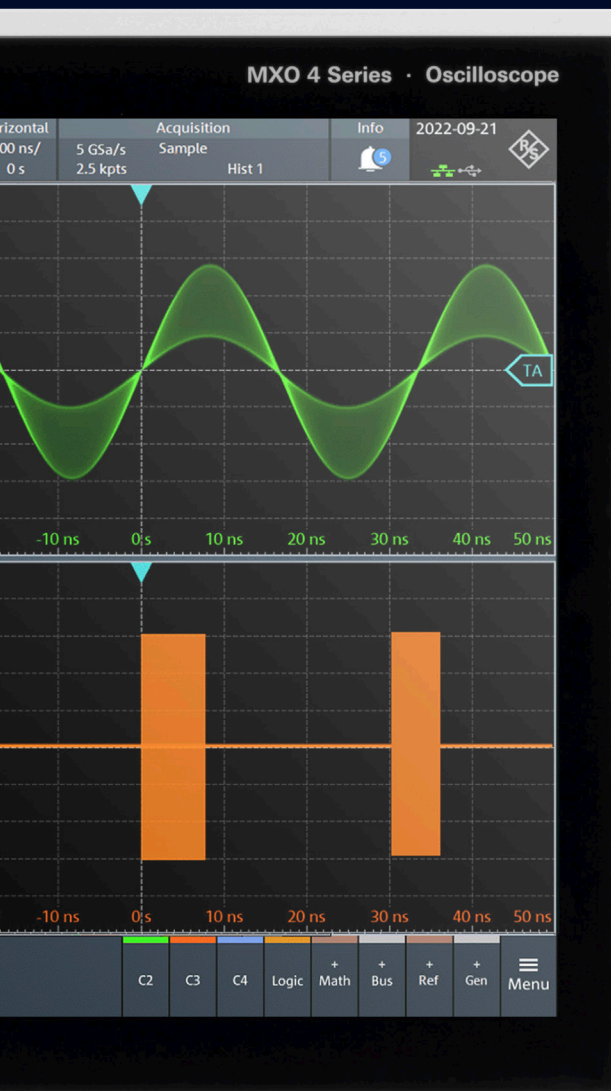 MXO 4 Series · Oscilloscope
rizontal Acquisition Info 2022-09-21
00 ns/ 5 GSa/s Sample 5
0 s 2.5 kpts Hist 1
R&S
TA
-10 ns 0 s 10 ns 20 ns 30 ns 40 ns 50 ns
-10 ns 0 s 10 ns 20 ns 30 ns 40 ns 50 ns
C2 C3 C4 Logic + Math + Bus + Ref + Gen Menu